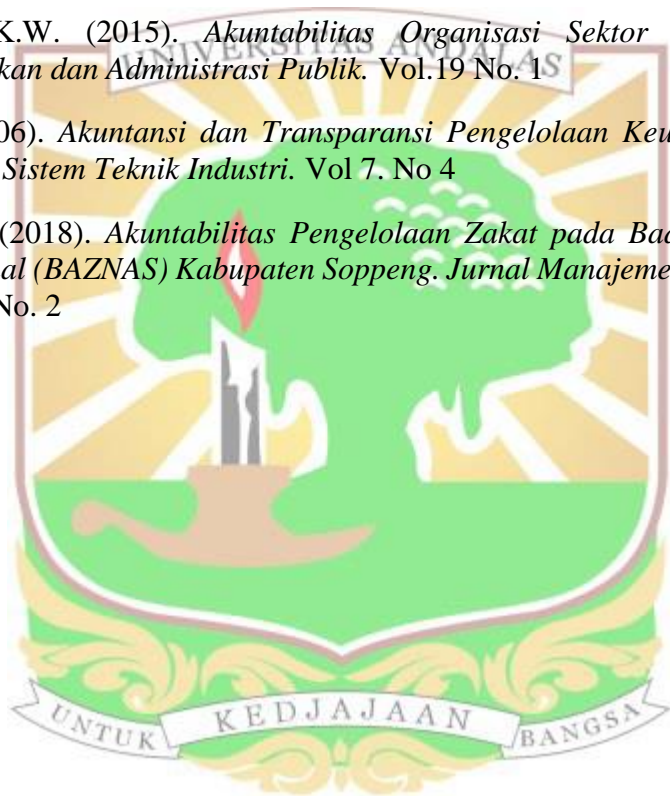 K.W. (2015). Akuntabilitas Organisasi Sektor
kan dan Administrasi Publik. Vol.19 No. 1
UNIVERSITAS ANDALAS
06). Akuntansi dan Transparansi Pengelolaan Keu
Sistem Teknik Industri. Vol 7. No 4
(2018). Akuntabilitas Pengelolaan Zakat pada Bad
al (BAZNAS) Kabupaten Soppeng. Jurnal Manajeme
No. 2
UNTUK KEDJAJAAN BANGSA